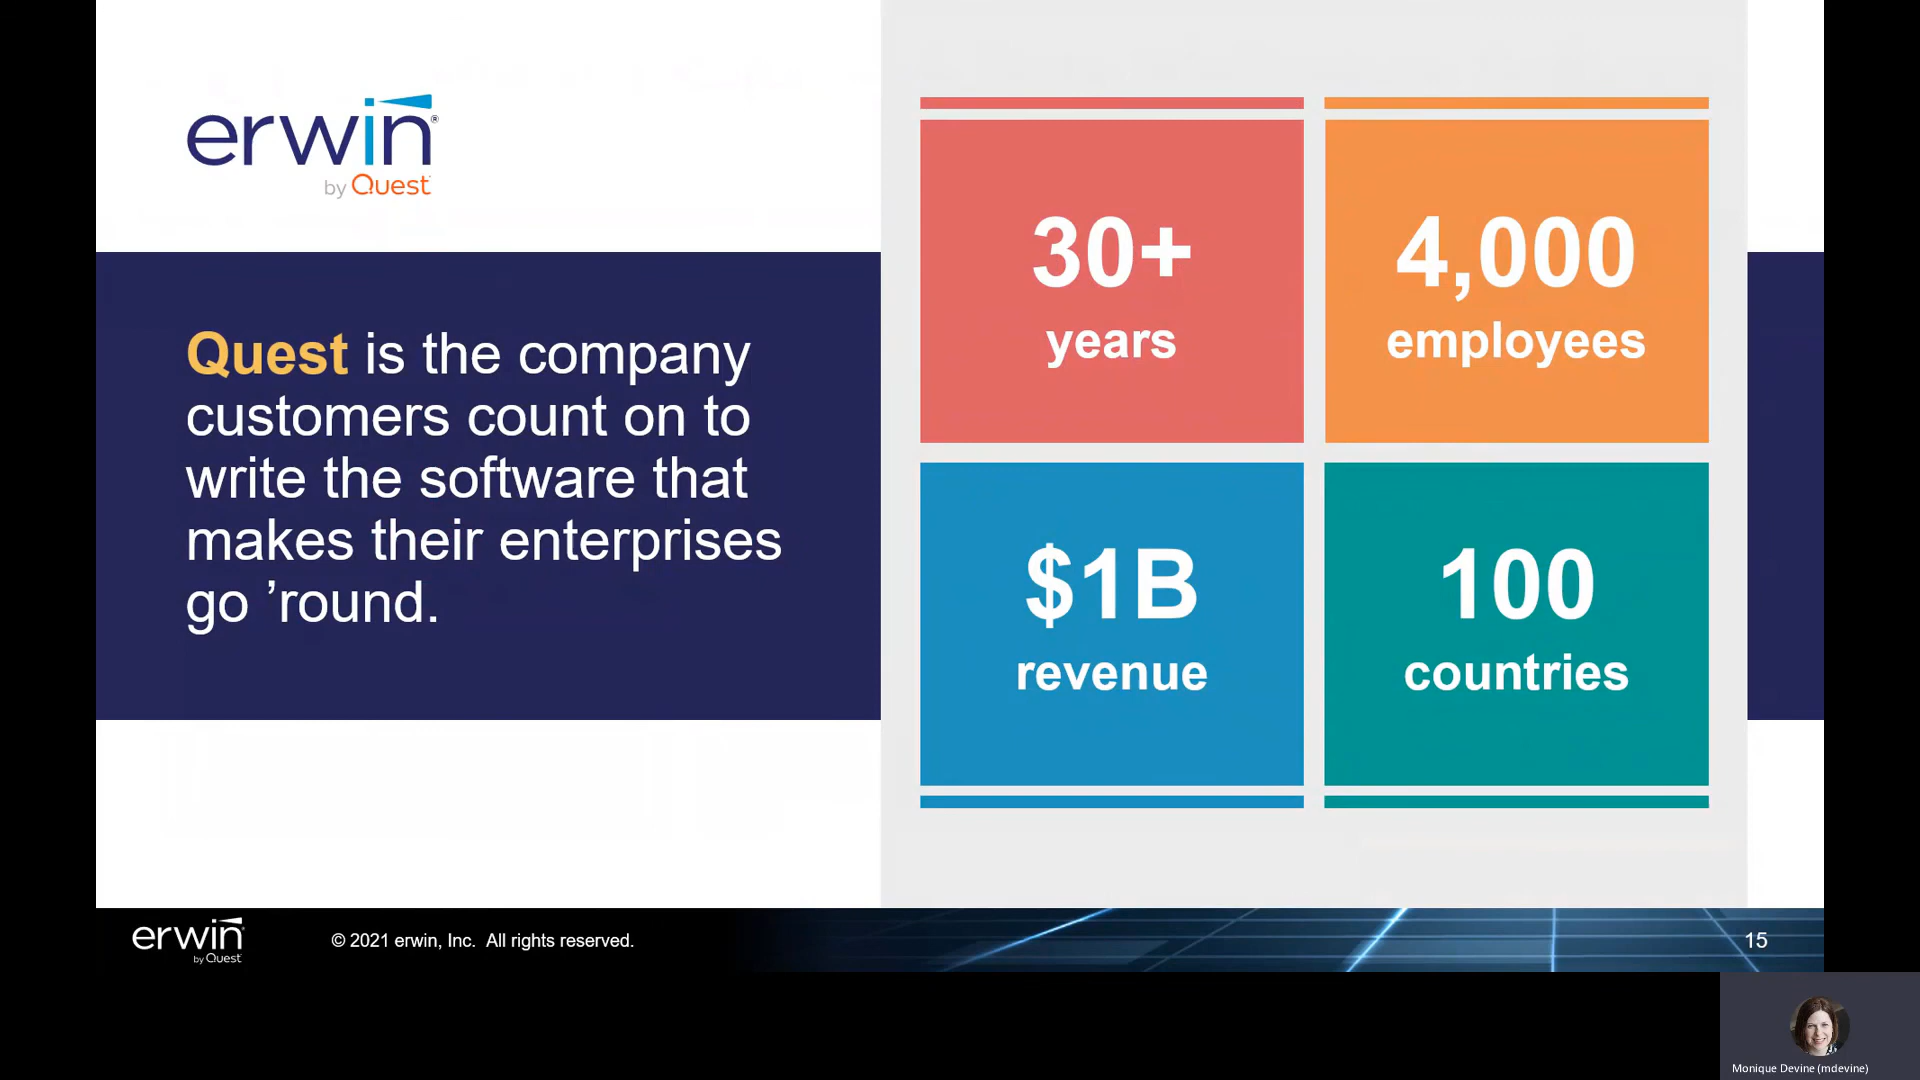 erwin®
by Quest
Quest is the company
customers count on to
write the software that
makes their enterprises
go ’round.
30+
years
4,000
employees
$1B
revenue
100
countries
erwin
by Quest
© 2021 erwin, Inc.  All rights reserved.
15
Monique Devine (mdevine)